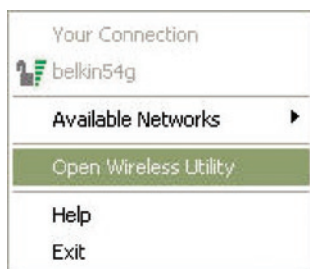 Your Connection
belkin54g
Available Networks
Open Wireless Utility
Help
Exit